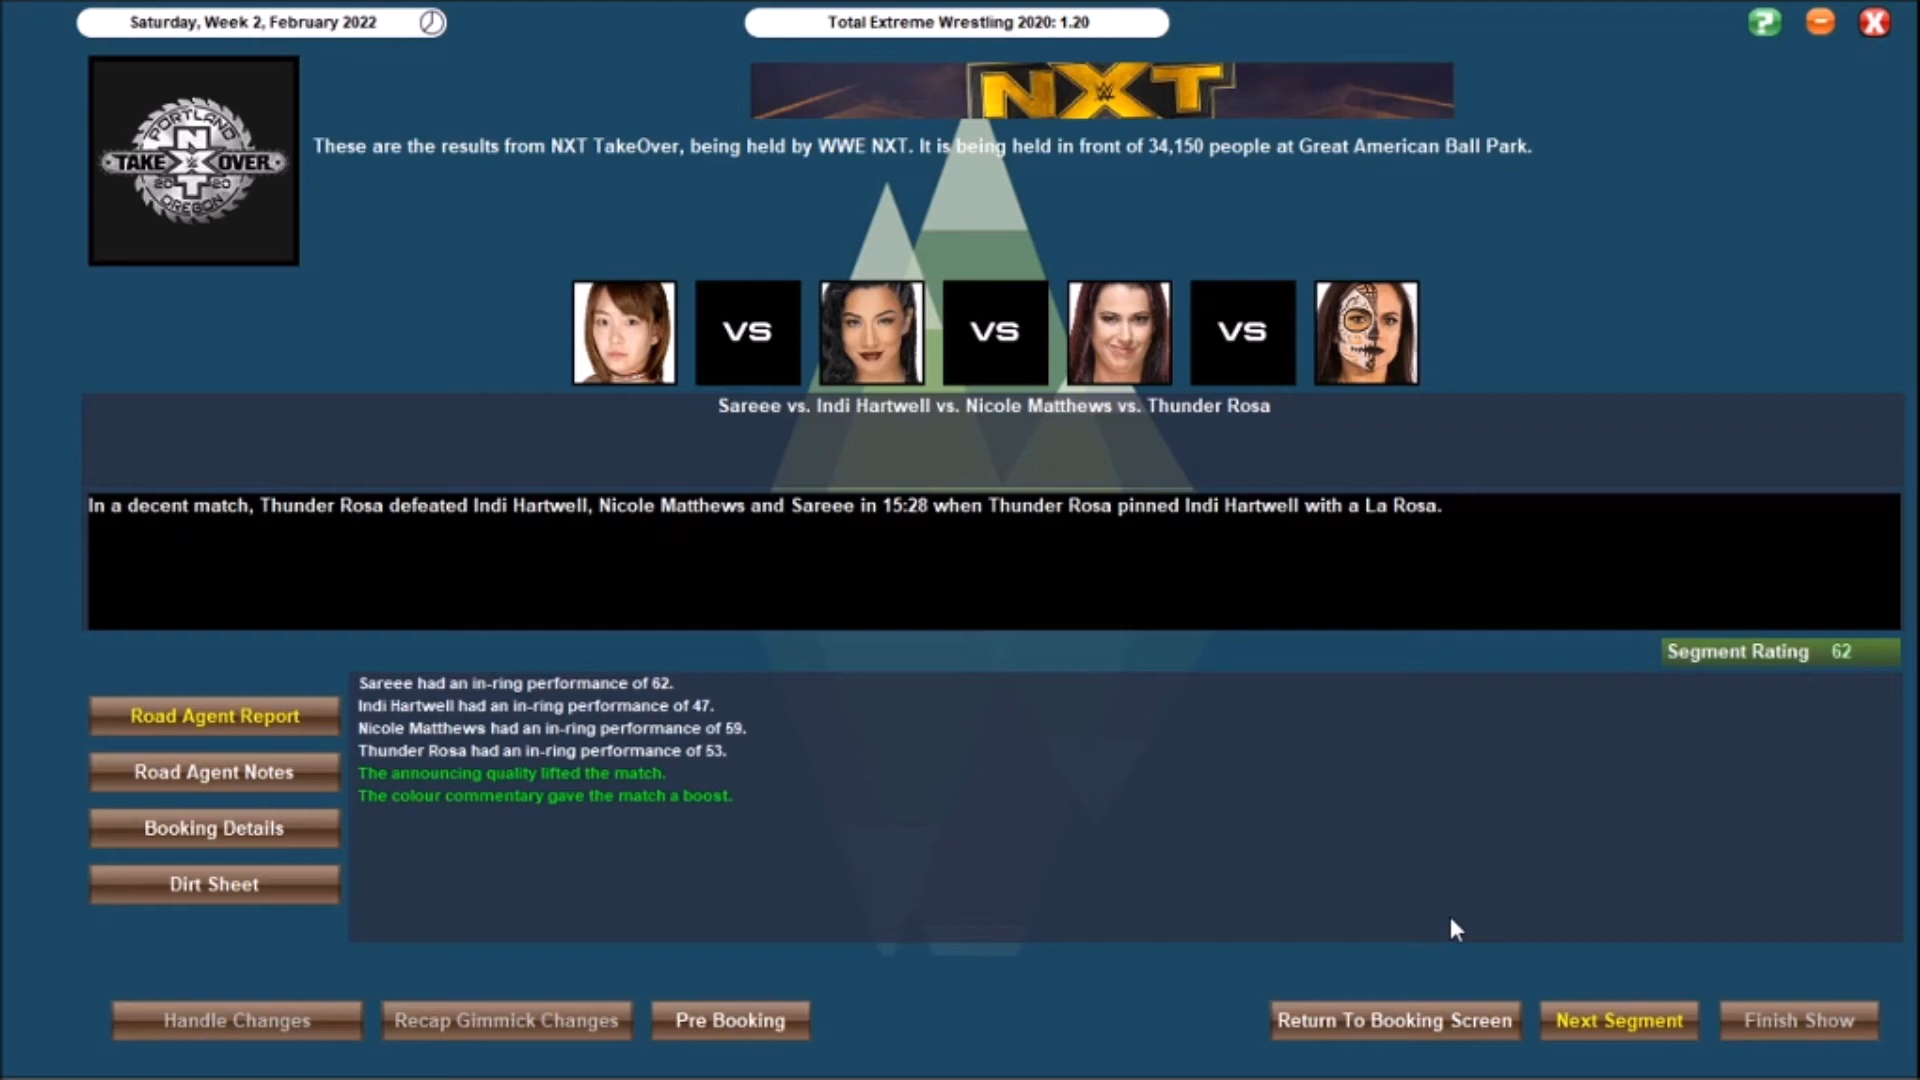 Saturday, Week 2, February 2022
Total Extreme Wrestling 2020: 1.20
?
X
NXT
PORTLAND
N
TAKE X OVER
20 20
T
OREGON
These are the results from NXT TakeOver, being held by WWE NXT. It is being held in front of 34,150 people at Great American Ball Park.
VS
VS
VS
Sareee vs. Indi Hartwell vs. Nicole Matthews vs. Thunder Rosa
In a decent match, Thunder Rosa defeated Indi Hartwell, Nicole Matthews and Sareee in 15:28 when Thunder Rosa pinned Indi Hartwell with a La Rosa.
Segment Rating 62
Road Agent Report
Road Agent Notes
Booking Details
Dirt Sheet
Sareee had an in-ring performance of 62.
Indi Hartwell had an in-ring performance of 47.
Nicole Matthews had an in-ring performance of 59.
Thunder Rosa had an in-ring performance of 53.
The announcing quality lifted the match.
The colour commentary gave the match a boost.
Handle Changes
Recap Gimmick Changes
Pre Booking
Return To Booking Screen
Next Segment
Finish Show